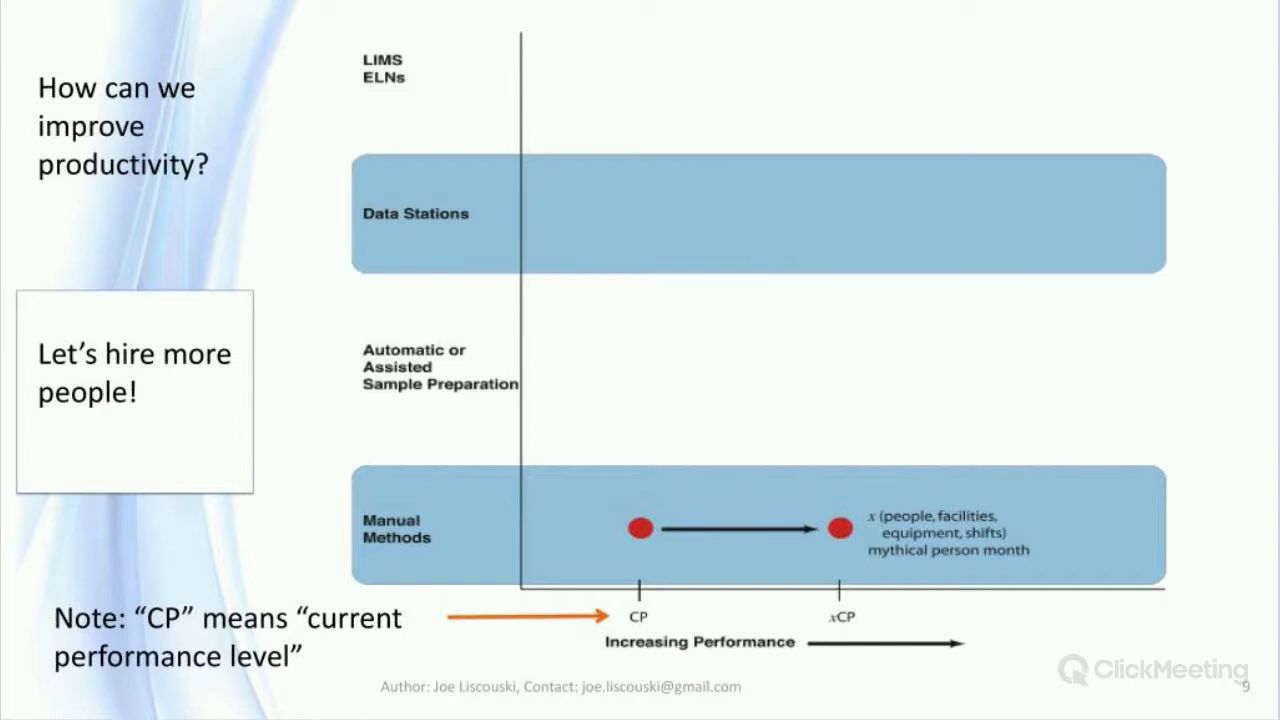 How can we
improve
productivity?
Let’s hire more
people!
LIMS
ELNs
Data Stations
Automatic or
Assisted
Sample Preparation
Manual
Methods
x (people, facilities,
equipment, shifts)
mythical person month
Note: “CP” means “current
performance level”
CP
xCP
Increasing Performance
Author: Joe Liscouski, Contact: joe.liscouski@gmail.com
ClickMeeting
9